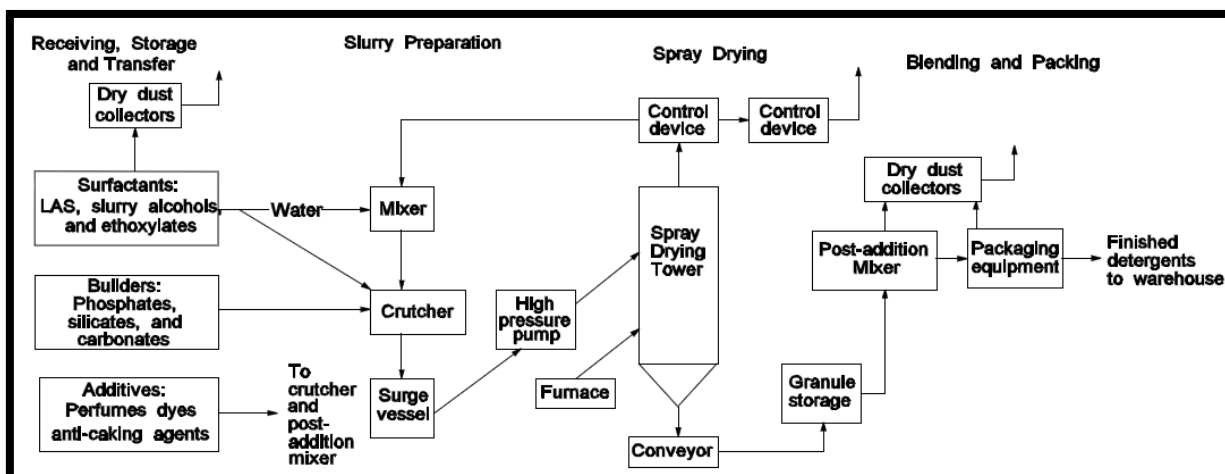 Receiving, Storage
and Transfer
Slurry Preparation
Spray Drying
Blending and Packing
Dry dust
collectors
Control
device
Control
device
Surfactants:
LAS, slurry alcohols,
and ethoxylates
Water
Mixer
Spray
Drying
Tower
Dry dust
collectors
Post-addition
Mixer
Packaging
equipment
Finished
detergents
to warehouse
Builders:
Phosphates,
silicates, and
carbonates
Crutcher
High
pressure
pump
Additives:
Perfumes dyes
anti-caking agents
To
crutcher
and
post-
addition
mixer
Surge
vessel
Furnace
Granule
storage
Conveyor